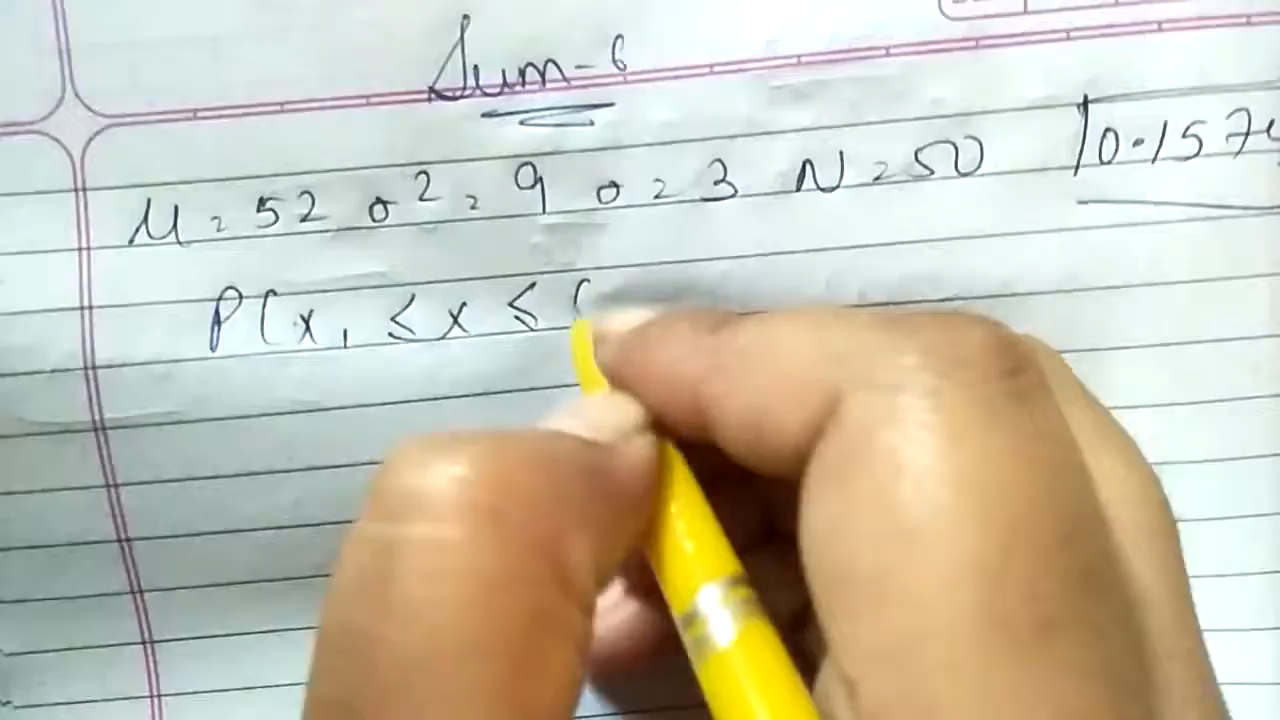 Sum-6
μ = 52 σ² = 9 σ = 3 N = 50 0.157
P(x₁ ≤ x ≤